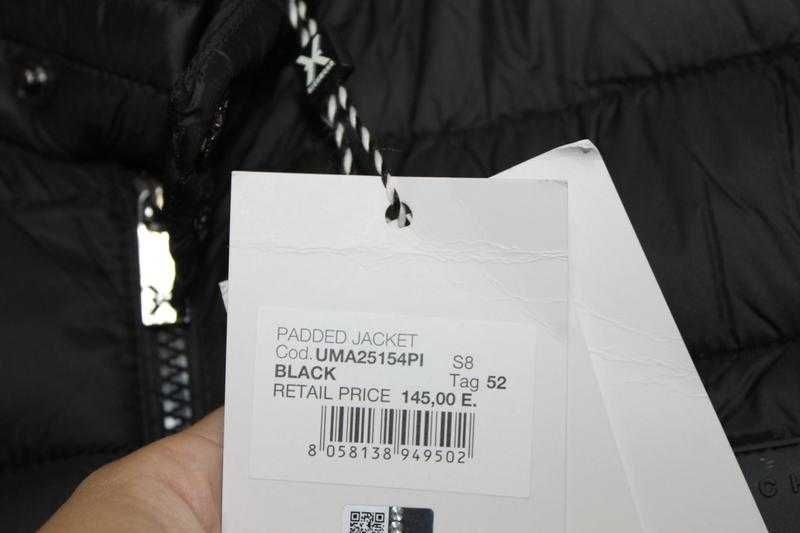 PADDED JACKET
Cod. UMA25154PI S8
BLACK Tag 52
RETAIL PRICE 145,00 E.
8 058138 949502